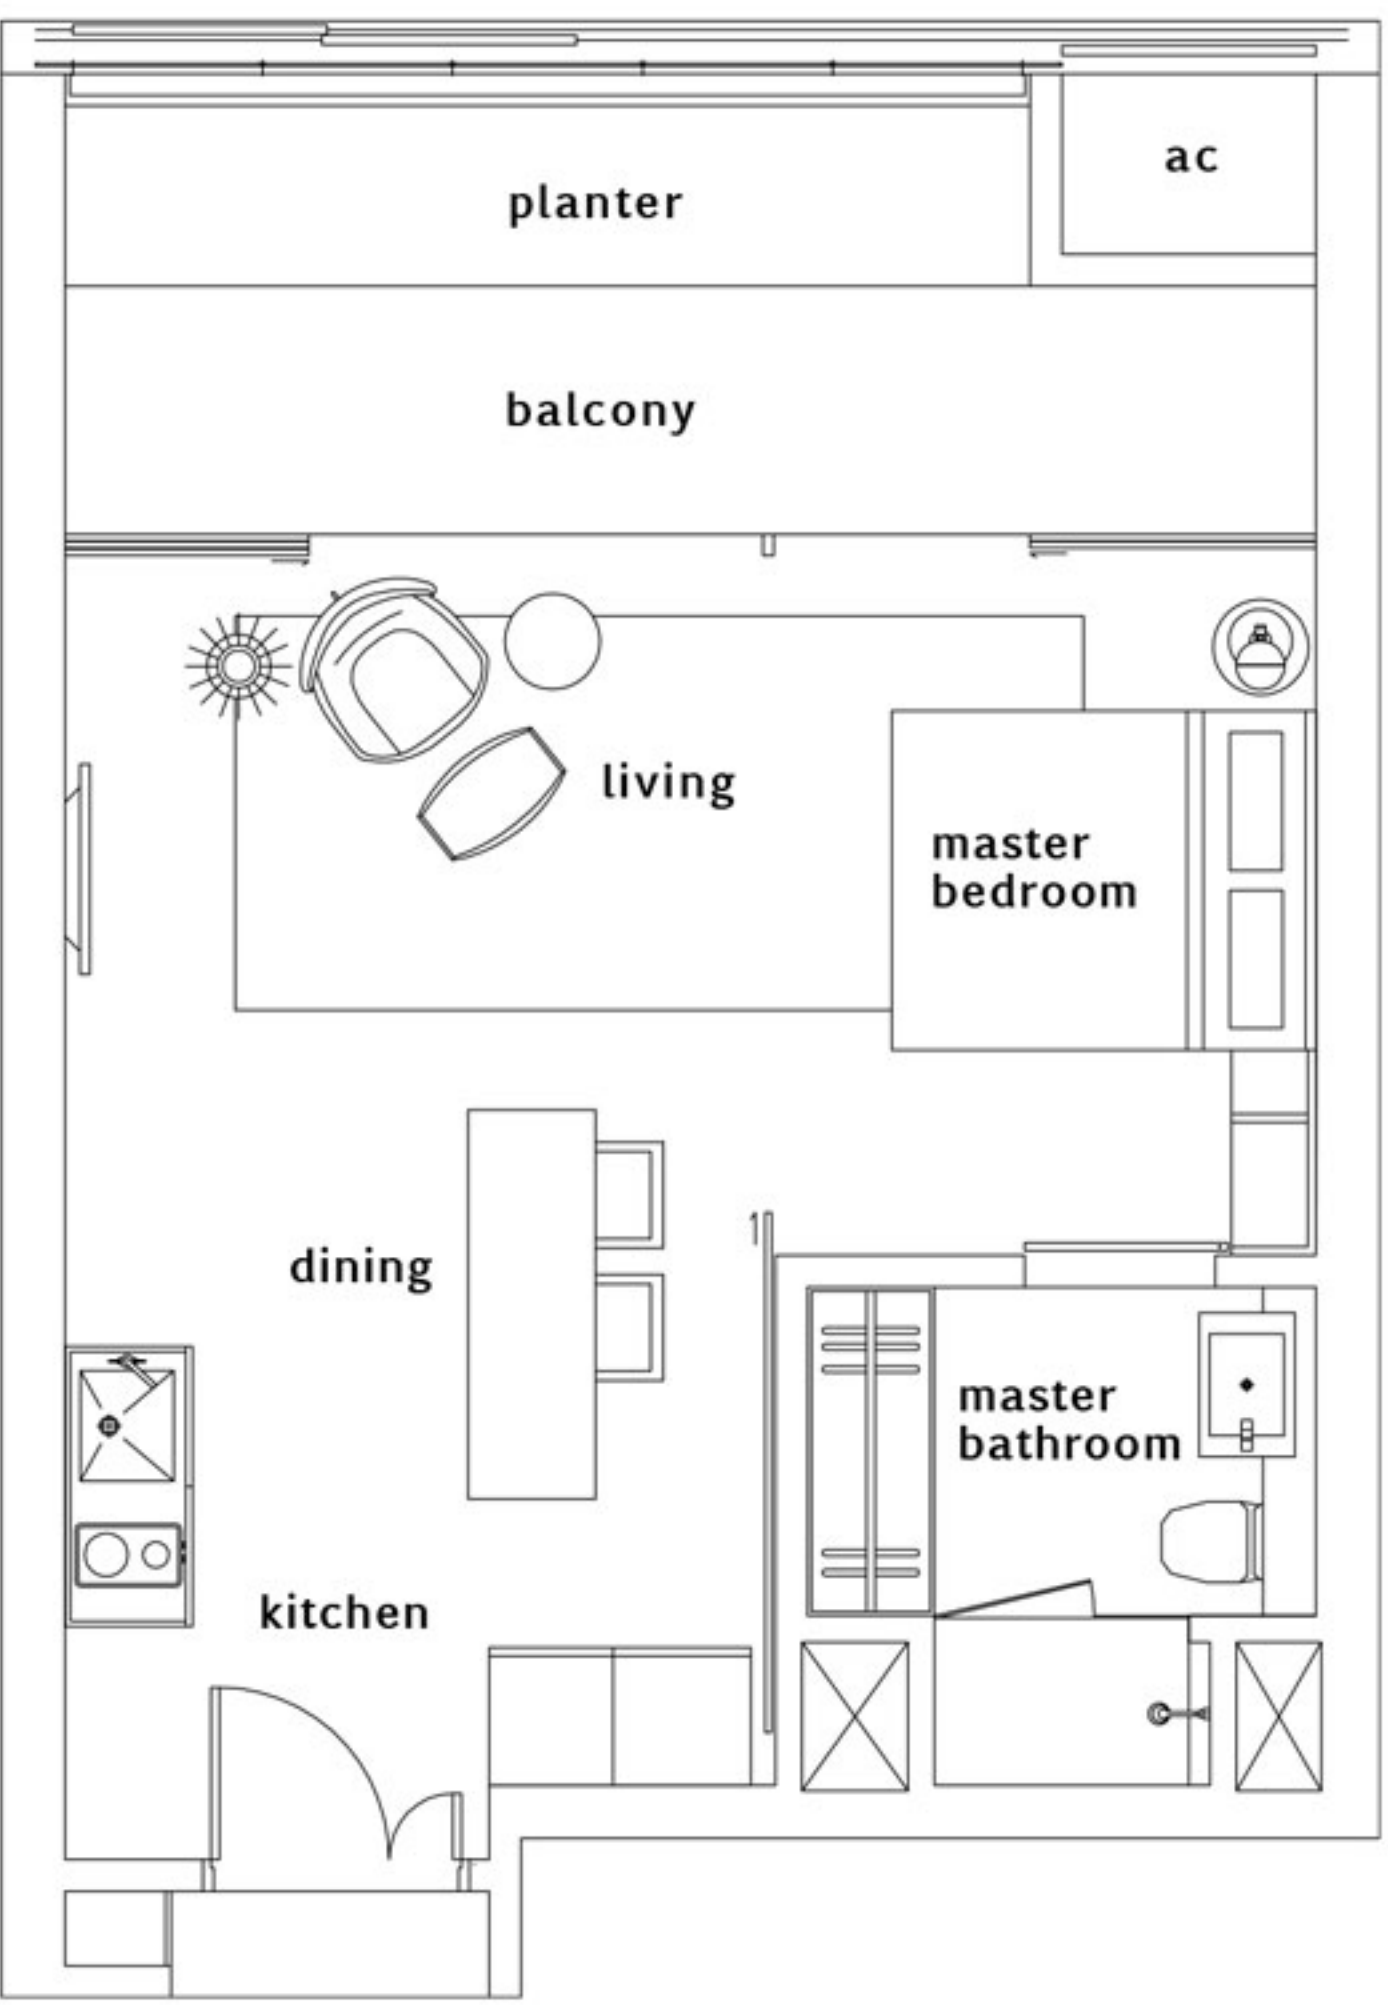 ac
planter
balcony
living
master
bedroom
dining
master
bathroom
kitchen